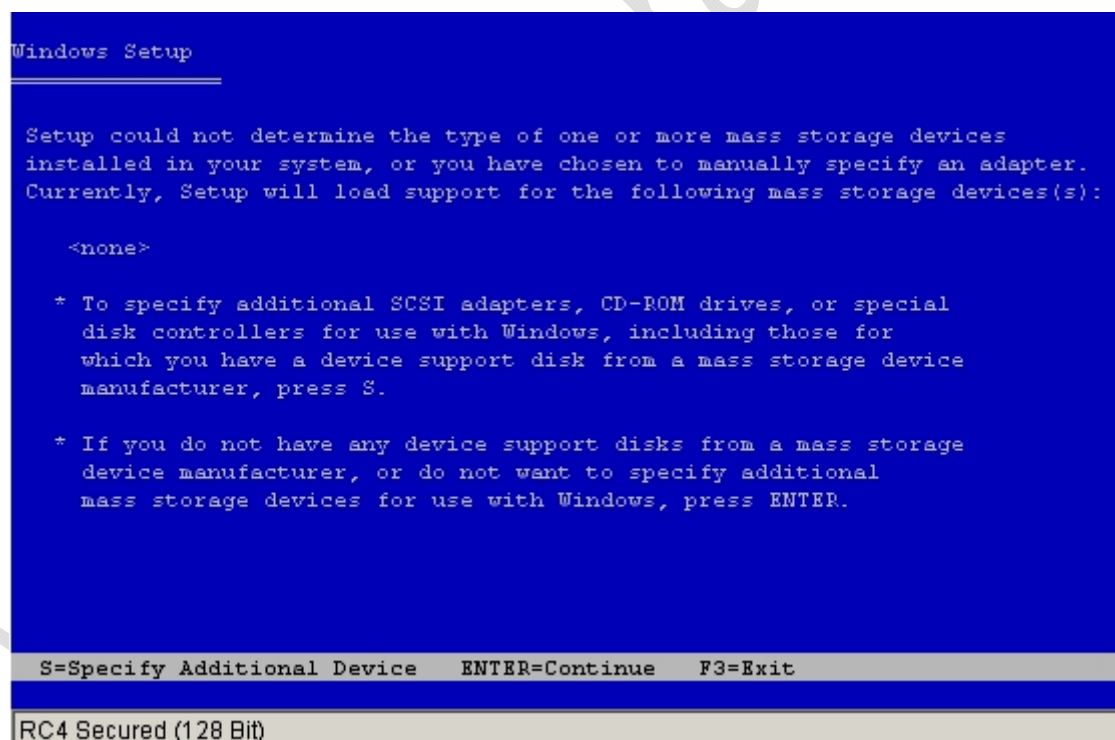 Windows Setup
Setup could not determine the type of one or more mass storage devices
installed in your system, or you have chosen to manually specify an adapter.
Currently, Setup will load support for the following mass storage devices(s):
<none>
* To specify additional SCSI adapters, CD-ROM drives, or special
disk controllers for use with Windows, including those for
which you have a device support disk from a mass storage device
manufacturer, press S.
* If you do not have any device support disks from a mass storage
device manufacturer, or do not want to specify additional
mass storage devices for use with Windows, press ENTER.
S=Specify Additional Device ENTER=Continue F3=Exit
RC4 Secured (128 Bit)